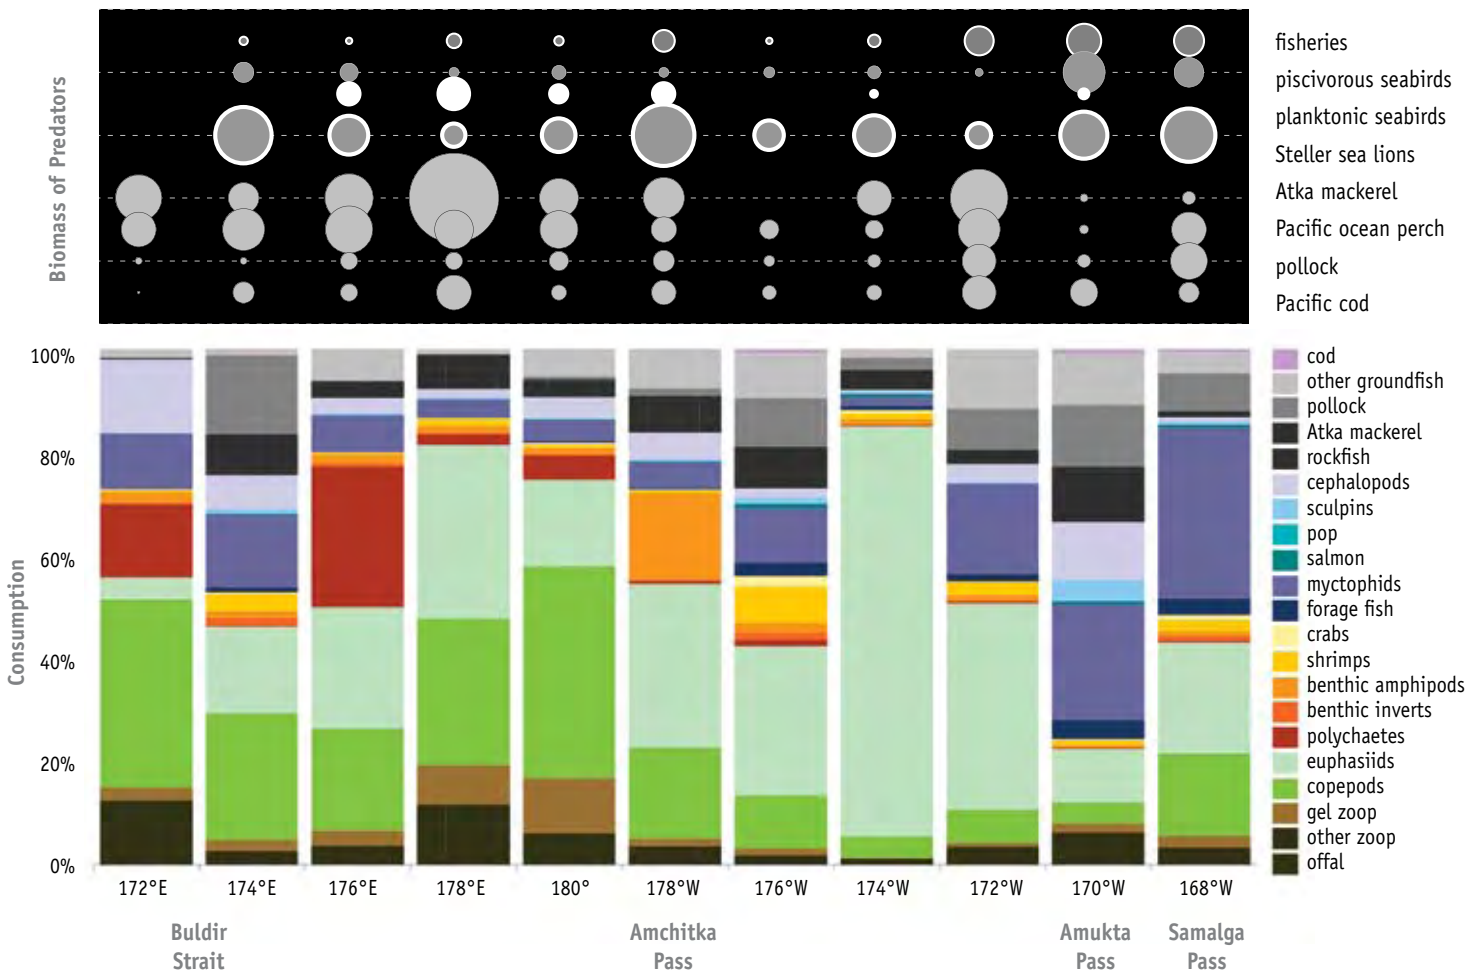 Biomass of Predators
fisheries
piscivorous seabirds
planktonic seabirds
Steller sea lions
Atka mackerel
Pacific ocean perch
pollock
Pacific cod
Consumption
100%
80%
60%
40%
20%
0%
cod
other groundfish
pollock
Atka mackerel
rockfish
cephalopods
sculpins
pop
salmon
myctophids
forage fish
crabs
shrimps
benthic amphipods
benthic inverts
polychaetes
euphasiids
copepods
gel zoop
other zoop
offal
172°E 174°E 176°E 178°E 180° 178°W 176°W 174°W 172°W 170°W 168°W
Buldir Amchitka Amukta Samalga
Strait Pass Pass Pass